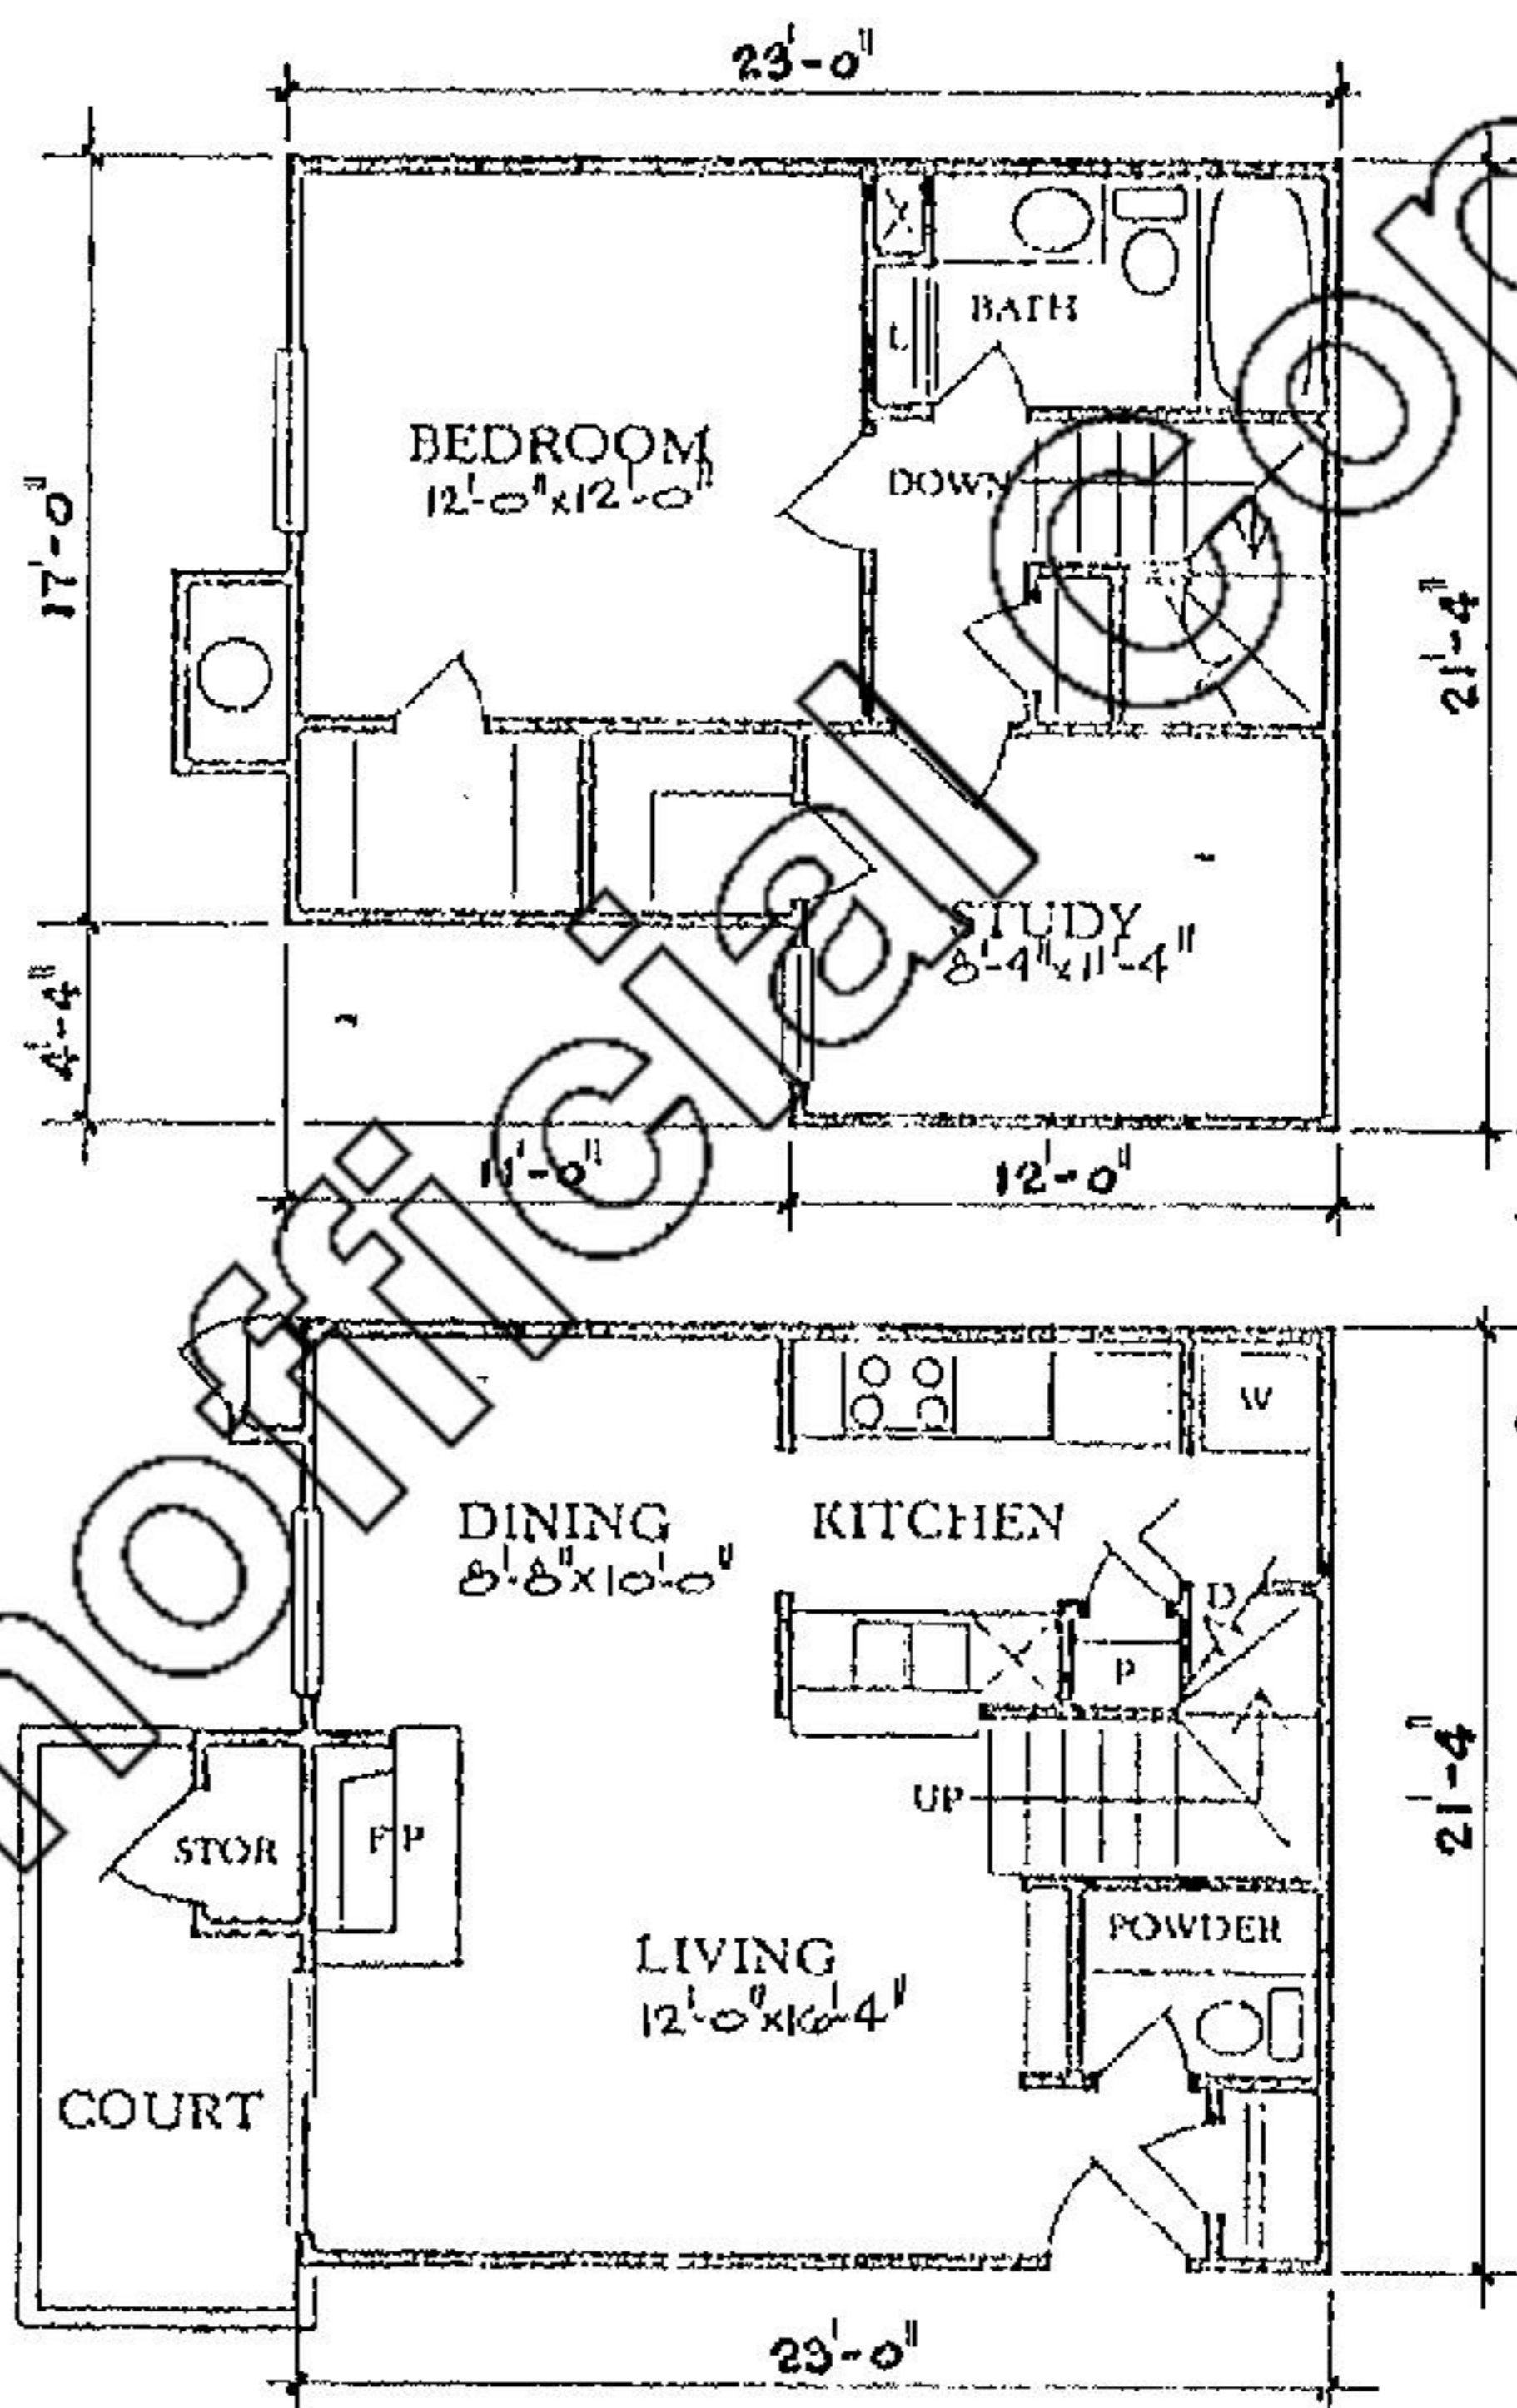 23'-0"
BATH
L
BEDROOM
12'-0"x12'-0"
DOWN
17'-0"
21'-4"
STUDY
8'-4"x11'-4"
4'-4"
11'-0"
12'-0"
W
DINING
8'-8"x10'-0"
KITCHEN
D
P
UP
21'-4"
STOR
FP
POWDER
LIVING
12'-0"x16'-4"
COURT
23'-0"